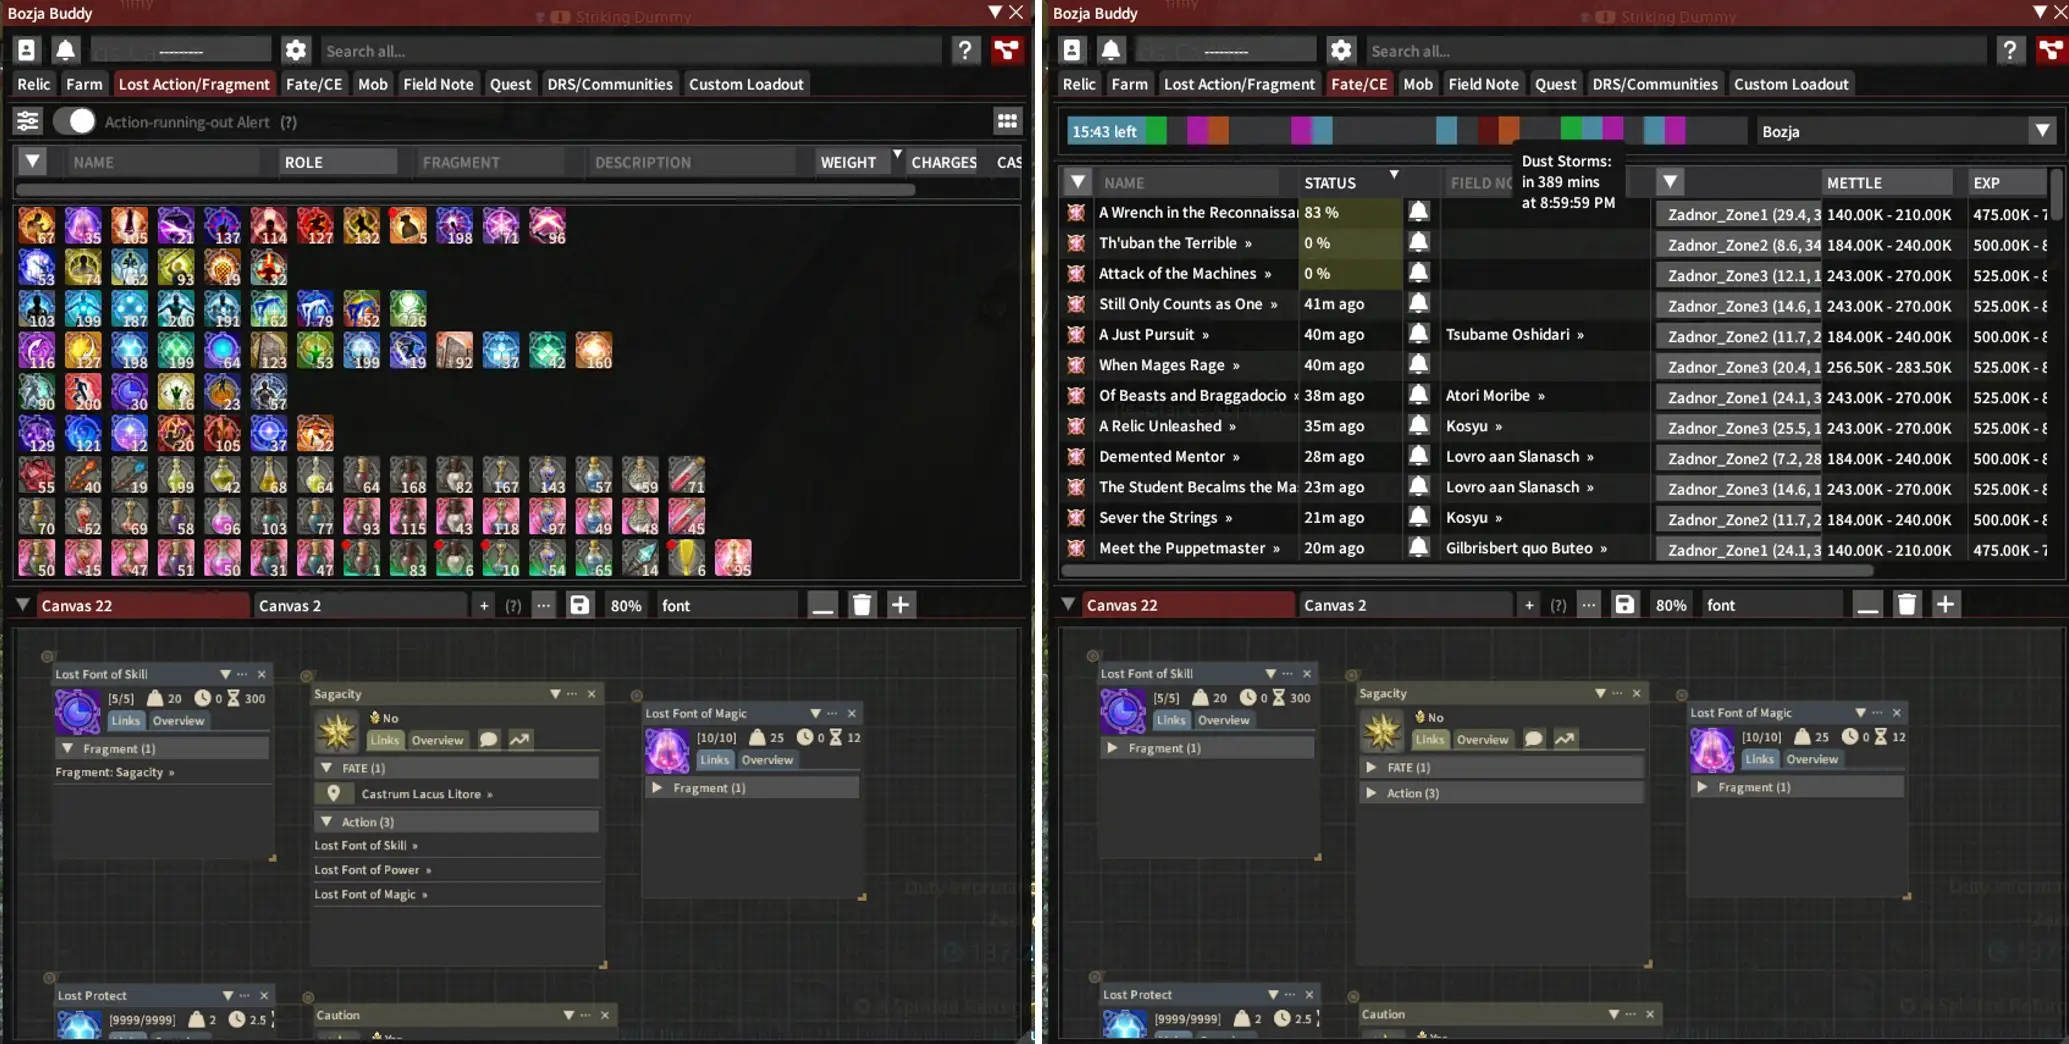 Bozja Buddy
Striking Dummy
---------
Search all...
?
Relic Farm Lost Action/Fragment Fate/CE Mob Field Note Quest DRS/Communities Custom Loadout
Action-running-out Alert (?)
NAME ROLE FRAGMENT DESCRIPTION WEIGHT CHARGES CAS
67 35 105 21 137 114 127 132 5 198 71 96
53 74 62 93 19 32
103 199 187 200 191 62 79 52 26
116 127 198 199 64 123 53 199 19 92 37 42 160
90 200 30 16 23 57
129 121 12 20 105 37 22
55 40 19 199 42 68 64 64 168 82 167 143 57 59 71
70 52 69 58 96 103 77 93 115 43 118 97 49 48 45
50 15 47 51 50 31 47 1 83 6 10 54 65 14 6 95
Canvas 22 Canvas 2 + (?) ... 80% font
Lost Font of Skill
[5/5] 20 0 300
Links Overview
Fragment (1)
Fragment: Sagacity »
Sagacity
No
Links Overview
FATE (1)
Castrum Lacus Litore »
Action (3)
Lost Font of Skill »
Lost Font of Power »
Lost Font of Magic »
Lost Font of Magic
[10/10] 25 0 12
Links Overview
Fragment (1)
Lost Protect
[9999/9999] 2 2.5
Caution
Bozja Buddy
Striking Dummy
---------
Search all...
?
Relic Farm Lost Action/Fragment Fate/CE Mob Field Note Quest DRS/Communities Custom Loadout
15:43 left Bozja
Dust Storms:
in 389 mins
at 8:59:59 PM
NAME STATUS FIELD NO METTLE EXP
A Wrench in the Reconnaissa 83 % Zadnor_Zone1 (29.4, 3 140.00K - 210.00K 475.00K - 7
Th'uban the Terrible » 0 % Zadnor_Zone2 (8.6, 34 184.00K - 240.00K 500.00K - 8
Attack of the Machines » 0 % Zadnor_Zone3 (12.1, 1 243.00K - 270.00K 525.00K - 8
Still Only Counts as One » 41m ago Zadnor_Zone3 (14.6, 1 243.00K - 270.00K 525.00K - 8
A Just Pursuit » 40m ago Tsubame Oshidari » Zadnor_Zone2 (11.7, 2 184.00K - 240.00K 500.00K - 8
When Mages Rage » 40m ago Zadnor_Zone3 (20.4, 1 256.50K - 283.50K 525.00K - 8
Of Beasts and Braggadocio » 38m ago Atori Moribe » Zadnor_Zone1 (24.1, 3 243.00K - 270.00K 525.00K - 8
A Relic Unleashed » 35m ago Kosyu » Zadnor_Zone3 (25.5, 1 243.00K - 270.00K 525.00K - 8
Demented Mentor » 28m ago Lovro aan Slanasch » Zadnor_Zone2 (7.2, 28 184.00K - 240.00K 500.00K - 8
The Student Becalms the Ma 23m ago Lovro aan Slanasch » Zadnor_Zone3 (14.6, 1 243.00K - 270.00K 525.00K - 8
Sever the Strings » 21m ago Kosyu » Zadnor_Zone2 (11.7, 2 184.00K - 240.00K 500.00K - 8
Meet the Puppetmaster » 20m ago Gilbrisbert quo Buteo » Zadnor_Zone1 (24.1, 3 140.00K - 210.00K 475.00K - 7
Canvas 22 Canvas 2 + (?) ... 80% font
Lost Font of Skill
[5/5] 20 0 300
Links Overview
Fragment (1)
Sagacity
No
Links Overview
FATE (1)
Action (3)
Lost Font of Magic
[10/10] 25 0 12
Links Overview
Fragment (1)
Lost Protect
[9999/9999] 2 2.5
Caution